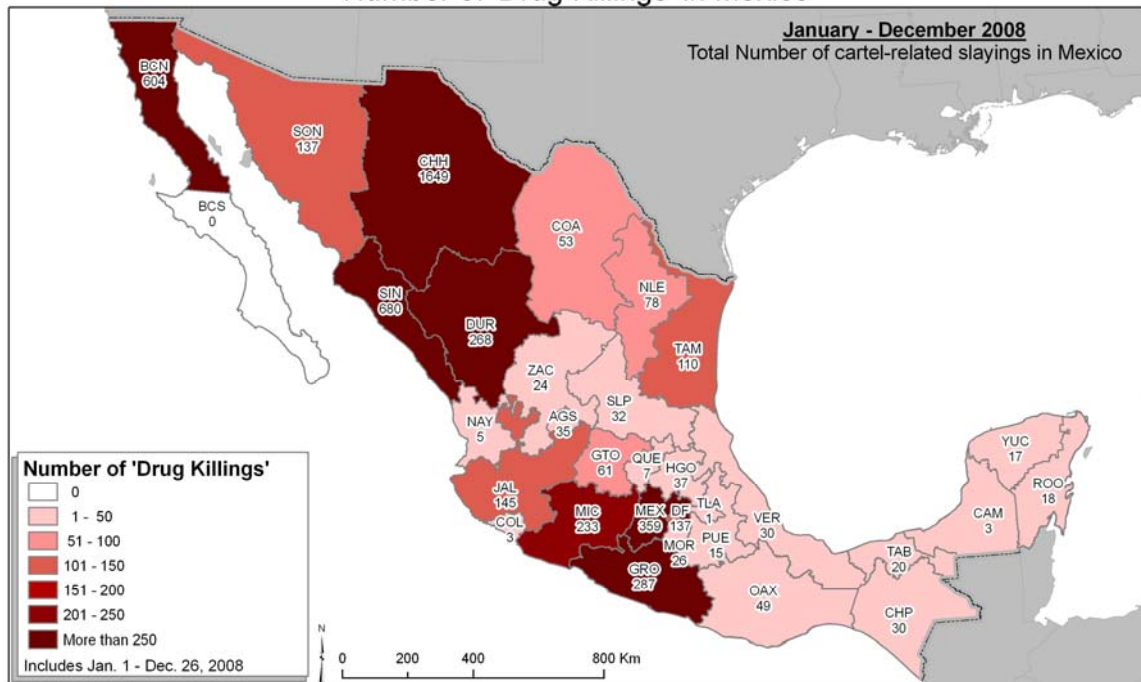 January - December 2008
Total Number of cartel-related slayings in Mexico
BCN
604
SON
137
CHH
1649
BCS
0
COA
53
NLE
78
SIN
680
DUR
268
TAM
110
ZAC
24
SLP
32
NAY
5
AGS
35
GTO
61
QUE
7
HGO
37
YUC
17
ROO
18
JAL
145
COL
3
MIC
233
MEX
359
DF
137
TLA
1
VER
30
CAM
3
MOR
26
PUE
15
TAB
20
GRO
287
OAX
49
CHP
30
Number of 'Drug Killings'
0
1 - 50
51 - 100
101 - 150
151 - 200
201 - 250
More than 250
Includes Jan. 1 - Dec. 26, 2008
N
0 200 400 800 Km